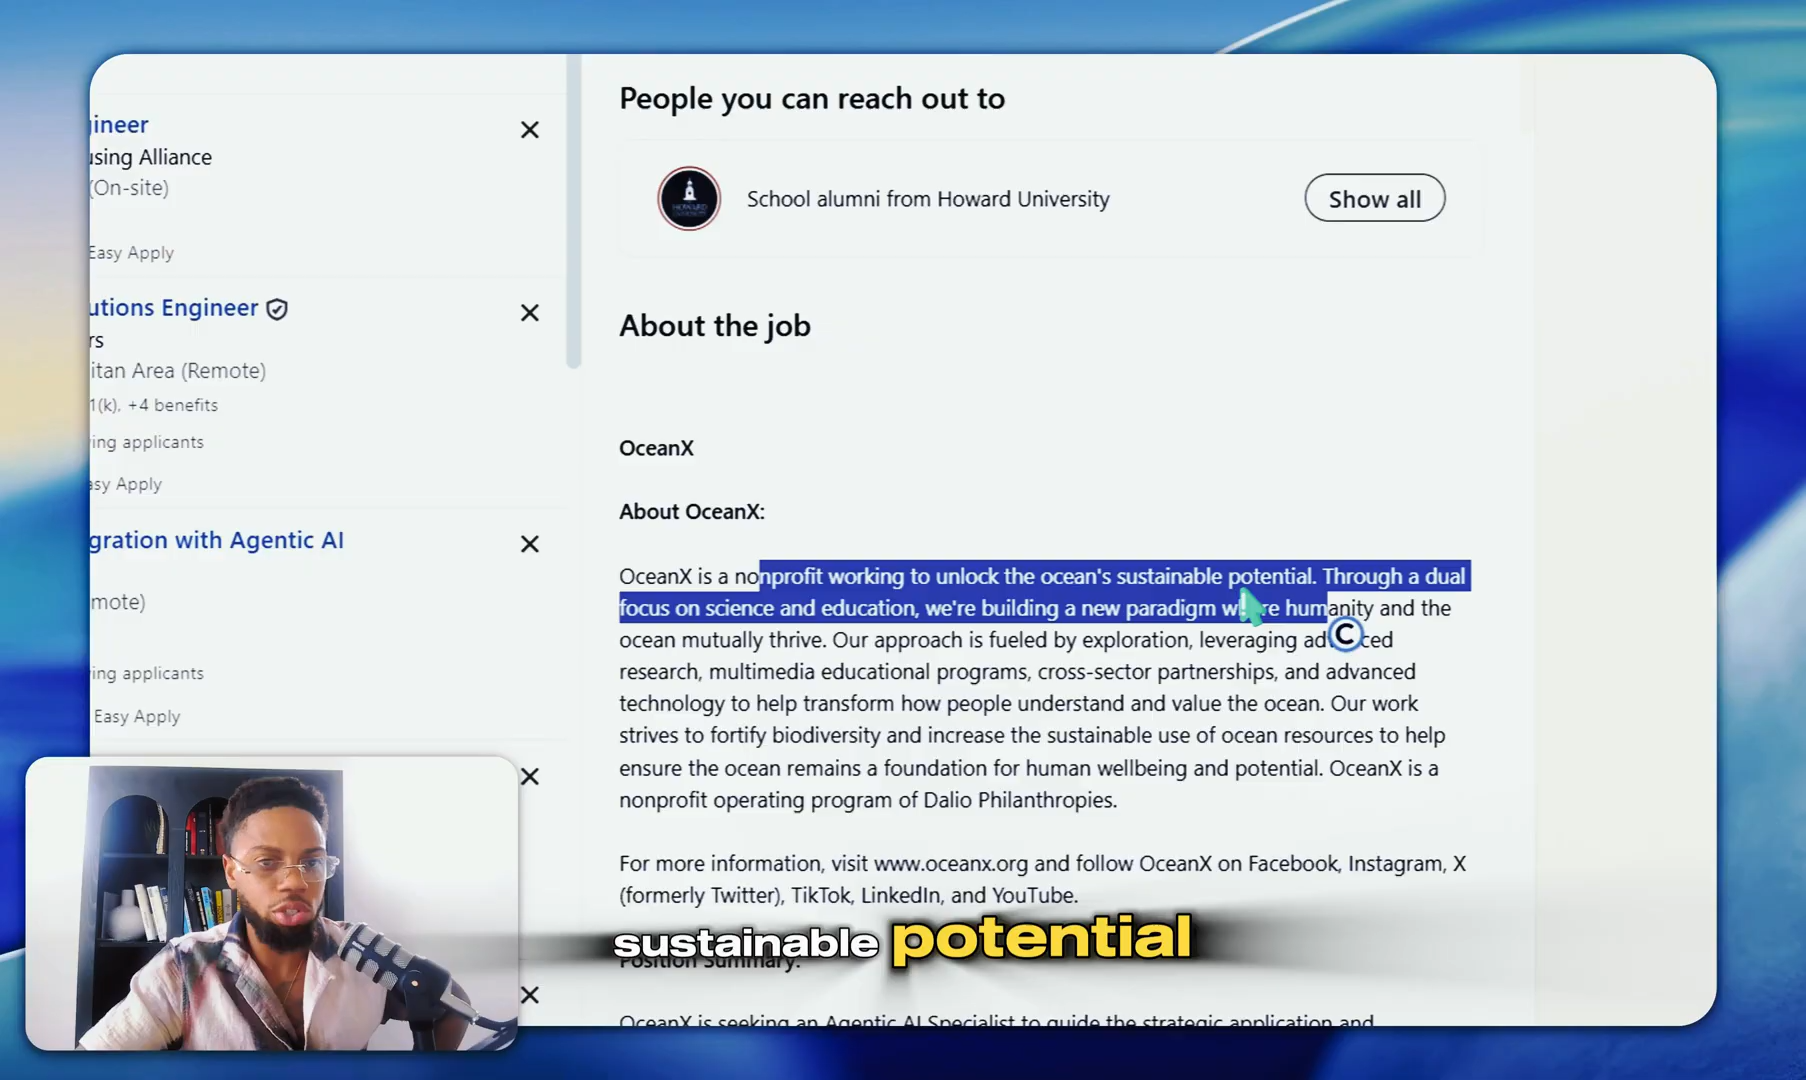 gineer
using Alliance
(On-site)
Easy Apply
utions Engineer
rs
itan Area (Remote)
1(k), +4 benefits
ing applicants
asy Apply
gration with Agentic AI
mote)
ing applicants
Easy Apply
People you can reach out to
HOWARD
School alumni from Howard University
Show all
About the job
OceanX
About OceanX:
OceanX is a nonprofit working to unlock the ocean's sustainable potential. Through a dual
focus on science and education, we're building a new paradigm where humanity and the
ocean mutually thrive. Our approach is fueled by exploration, leveraging advanced
research, multimedia educational programs, cross-sector partnerships, and advanced
technology to help transform how people understand and value the ocean. Our work
strives to fortify biodiversity and increase the sustainable use of ocean resources to help
ensure the ocean remains a foundation for human wellbeing and potential. OceanX is a
nonprofit operating program of Dalio Philanthropies.
For more information, visit www.oceanx.org and follow OceanX on Facebook, Instagram, X
(formerly Twitter), TikTok, LinkedIn, and YouTube.
sustainable potential
Position Summary:
OceanX is seeking an Agentic AI Specialist to guide the strategic application and
C